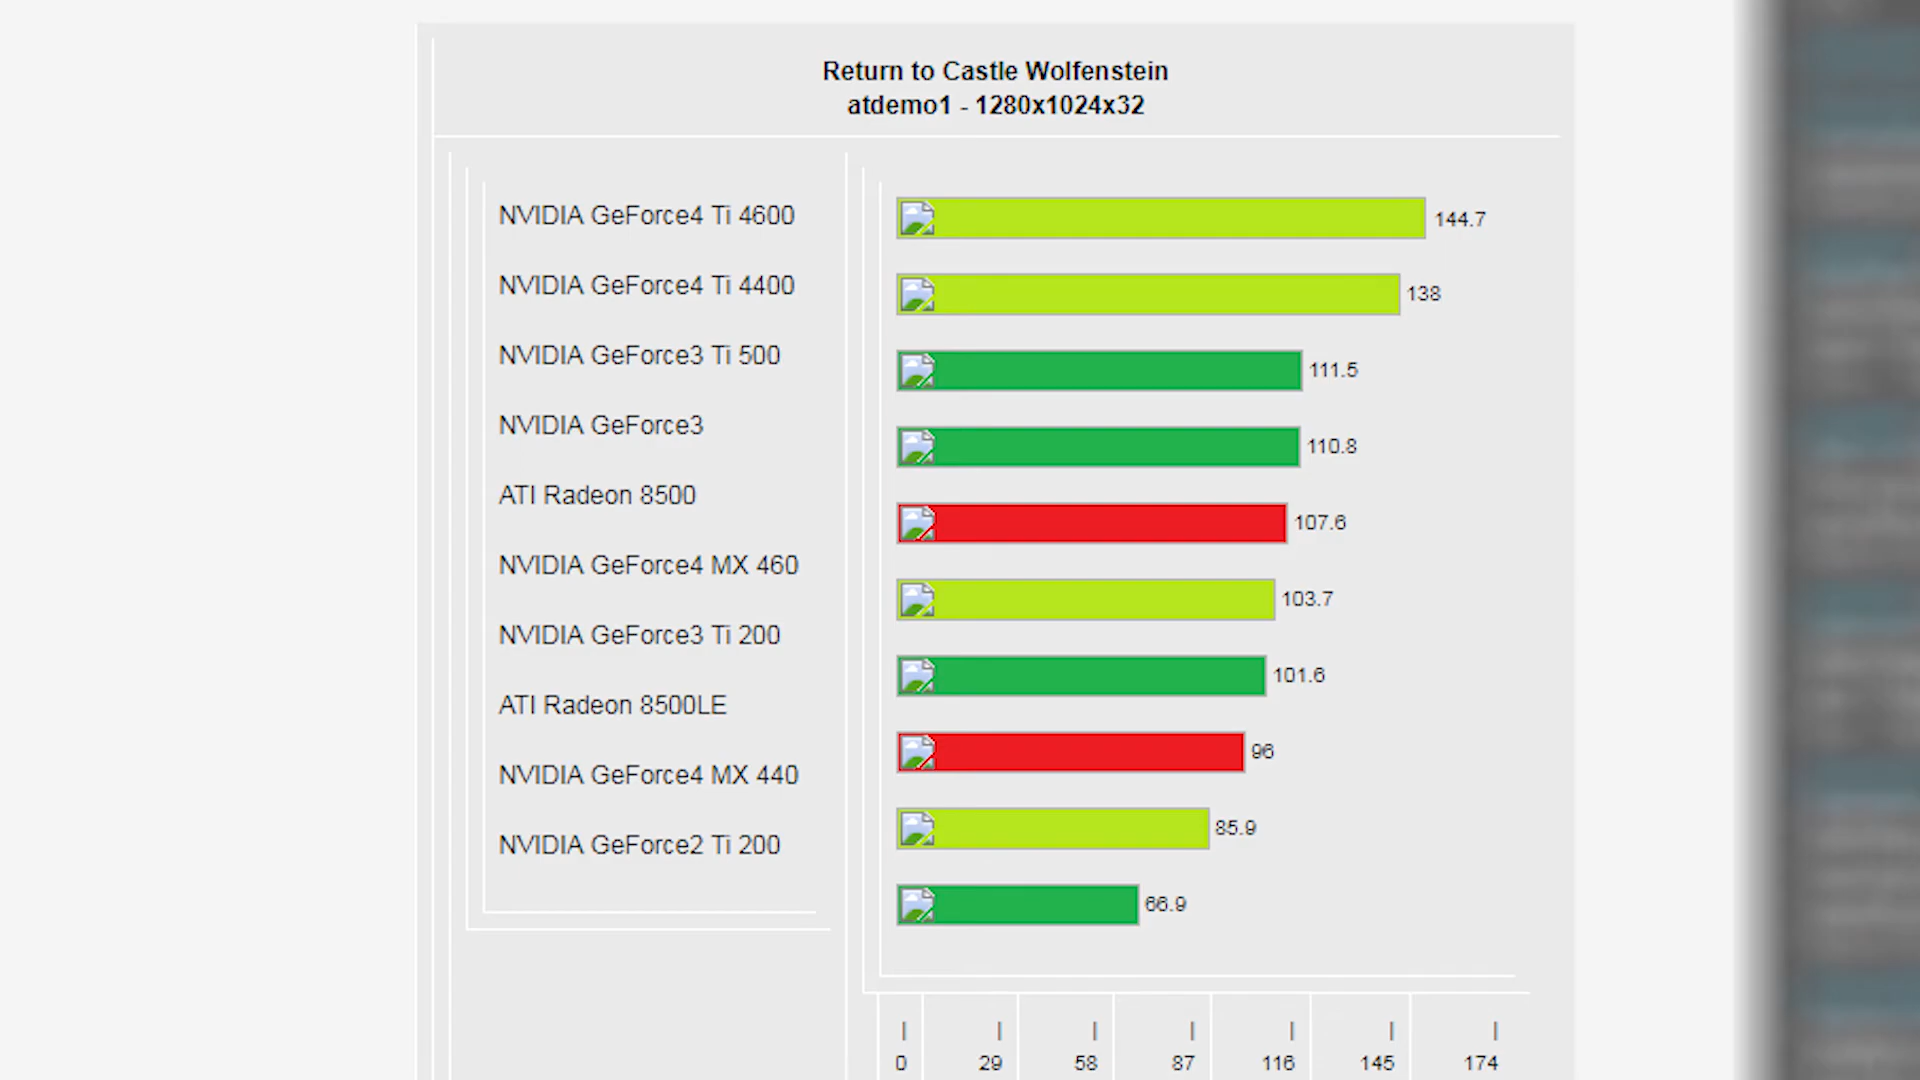 Return to Castle Wolfenstein
atdemo1 - 1280x1024x32
NVIDIA GeForce4 Ti 4600
144.7
NVIDIA GeForce4 Ti 4400
138
NVIDIA GeForce3 Ti 500
111.5
NVIDIA GeForce3
110.8
ATI Radeon 8500
107.6
NVIDIA GeForce4 MX 460
103.7
NVIDIA GeForce3 Ti 200
101.6
ATI Radeon 8500LE
96
NVIDIA GeForce4 MX 440
85.9
NVIDIA GeForce2 Ti 200
66.9
0 29 58 87 116 145 174